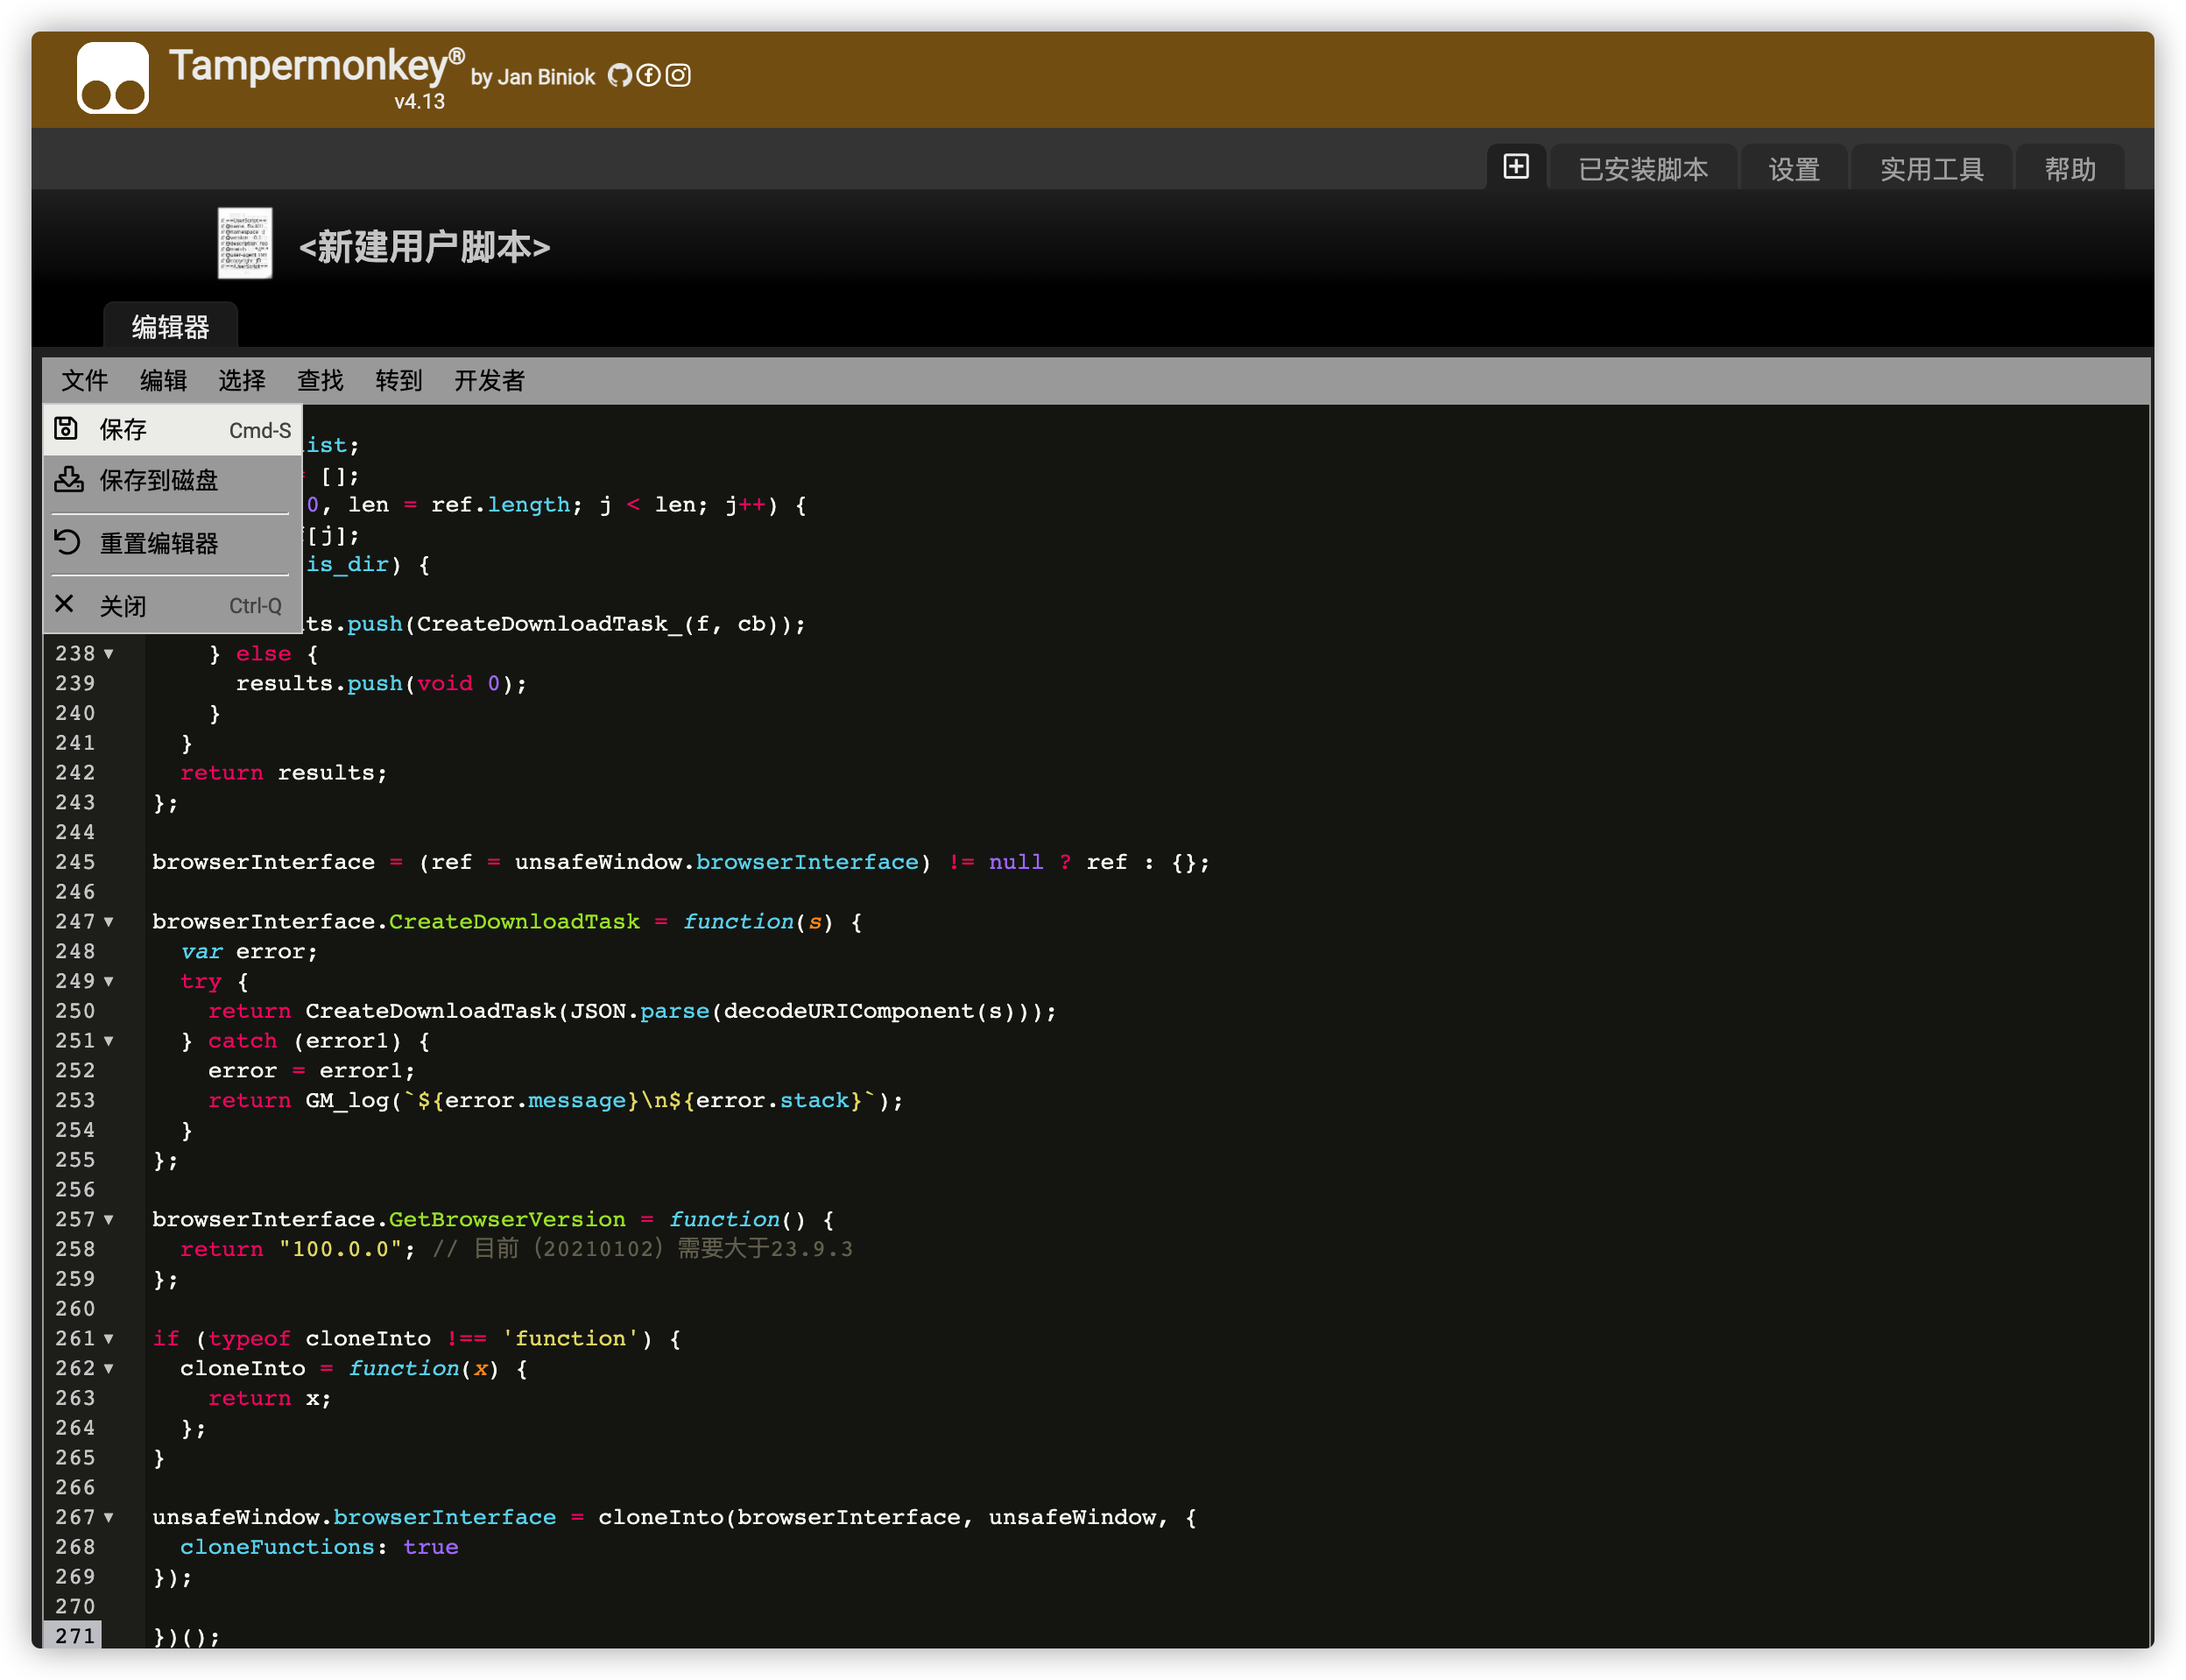 Tampermonkey® by Jan Biniok
v4.13
已安装脚本 设置 实用工具 帮助
<新建用户脚本>
编辑器
文件 编辑 选择 查找 转到 开发者
保存 Cmd-S
保存到磁盘
重置编辑器
关闭 Ctrl-Q
ist;
[];
0, len = ref.length; j < len; j++) {
[j];
is_dir) {
ts.push(CreateDownloadTask_(f, cb));
238 } else {
239 results.push(void 0);
240 }
241 }
242 return results;
243 };
244
245 browserInterface = (ref = unsafeWindow.browserInterface) != null ? ref : {};
246
247 browserInterface.CreateDownloadTask = function(s) {
248 var error;
249 try {
250 return CreateDownloadTask(JSON.parse(decodeURIComponent(s)));
251 } catch (error1) {
252 error = error1;
253 return GM_log(`${error.message}\n${error.stack}`);
254 }
255 };
256
257 browserInterface.GetBrowserVersion = function() {
258 return "100.0.0"; // 目前（20210102）需要大于23.9.3
259 };
260
261 if (typeof cloneInto !== 'function') {
262 cloneInto = function(x) {
263 return x;
264 };
265 }
266
267 unsafeWindow.browserInterface = cloneInto(browserInterface, unsafeWindow, {
268 cloneFunctions: true
269 });
270
271 })();